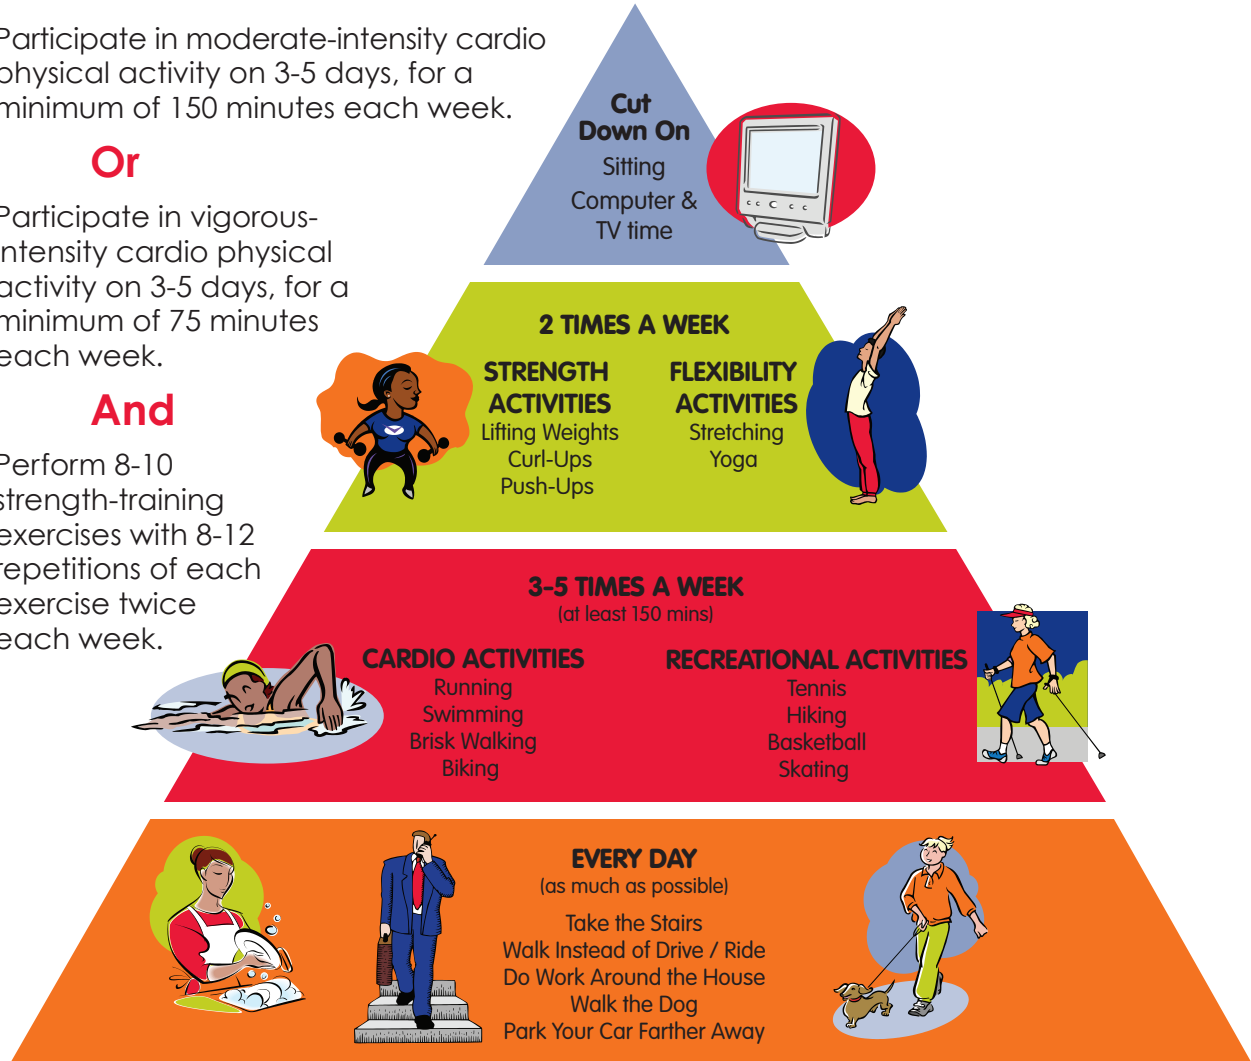 Participate in moderate-intensity cardio
physical activity on 3-5 days, for a
minimum of 150 minutes each week.
Or
Participate in vigorous-
intensity cardio physical
activity on 3-5 days, for a
minimum of 75 minutes
each week.
And
Perform 8-10
strength-training
exercises with 8-12
repetitions of each
exercise twice
each week.
Cut
Down On
Sitting
Computer &
TV time
2 TIMES A WEEK
STRENGTH
ACTIVITIES
Lifting Weights
Curl-Ups
Push-Ups
FLEXIBILITY
ACTIVITIES
Stretching
Yoga
3-5 TIMES A WEEK
(at least 150 mins)
CARDIO ACTIVITIES
Running
Swimming
Brisk Walking
Biking
RECREATIONAL ACTIVITIES
Tennis
Hiking
Basketball
Skating
EVERY DAY
(as much as possible)
Take the Stairs
Walk Instead of Drive / Ride
Do Work Around the House
Walk the Dog
Park Your Car Farther Away